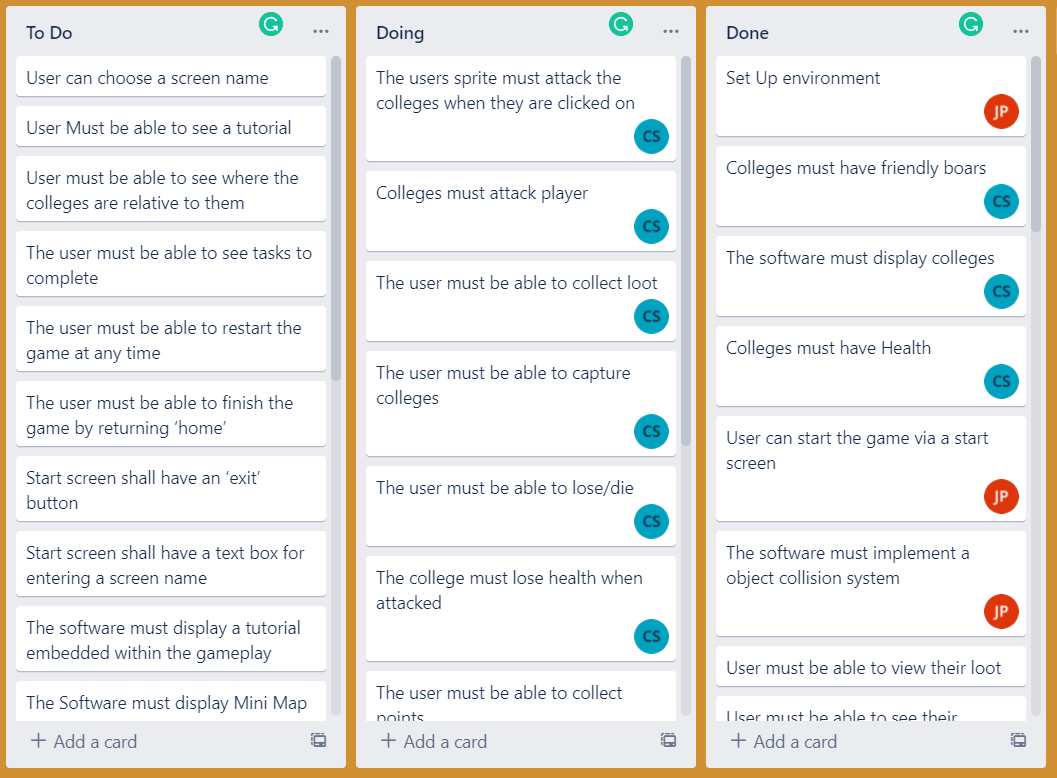 To Do
User can choose a screen name
User Must be able to see a tutorial
User must be able to see where the
colleges are relative to them
The user must be able to see tasks to
complete
The user must be able to restart the
game at any time
The user must be able to finish the
game by returning ‘home’
Start screen shall have an ‘exit’
button
Start screen shall have a text box for
entering a screen name
The software must display a tutorial
embedded within the gameplay
The Software must display Mini Map
Add a card
Doing
The users sprite must attack the
colleges when they are clicked on
CS
Colleges must attack player
CS
The user must be able to collect loot
CS
The user must be able to capture
colleges
CS
The user must be able to lose/die
CS
The college must lose health when
attacked
CS
The user must be able to collect
points
Add a card
Done
Set Up environment
JP
Colleges must have friendly boars
CS
The software must display colleges
CS
Colleges must have Health
CS
User can start the game via a start
screen
JP
The software must implement a
object collision system
JP
User must be able to view their loot
User must be able to see their
Add a card